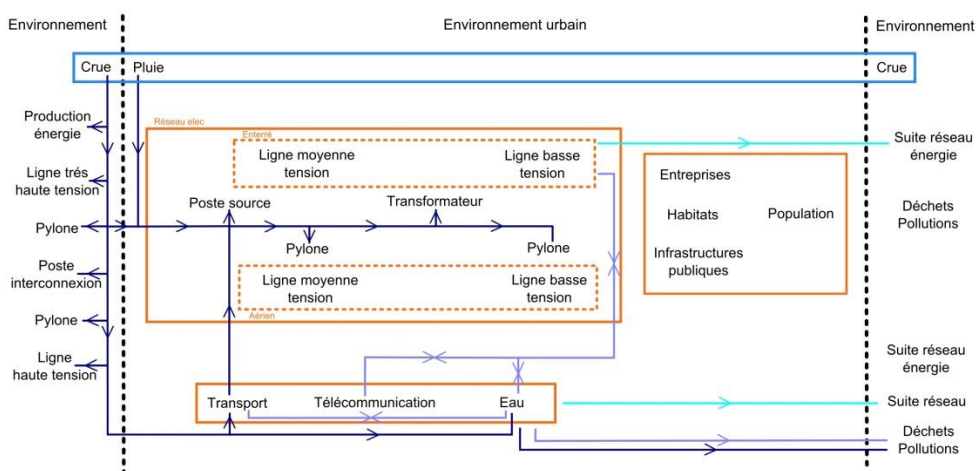 Environnement
Environnement urbain
Environnement
Crue
Pluie
Crue
Production
énergie
Ligne trés
haute tension
Pylone
Poste
interconnexion
Pylone
Ligne
haute tension
Réseau elec
Enterré
Ligne moyenne
tension
Ligne basse
tension
Poste source
Transformateur
Pylone
Pylone
Ligne moyenne
tension
Ligne basse
tension
Aérien
Entreprises
Habitats
Population
Infrastructures
publiques
Transport
Télécommunication
Eau
Suite réseau
énergie
Déchets
Pollutions
Suite réseau
énergie
Suite réseau
Déchets
Pollutions